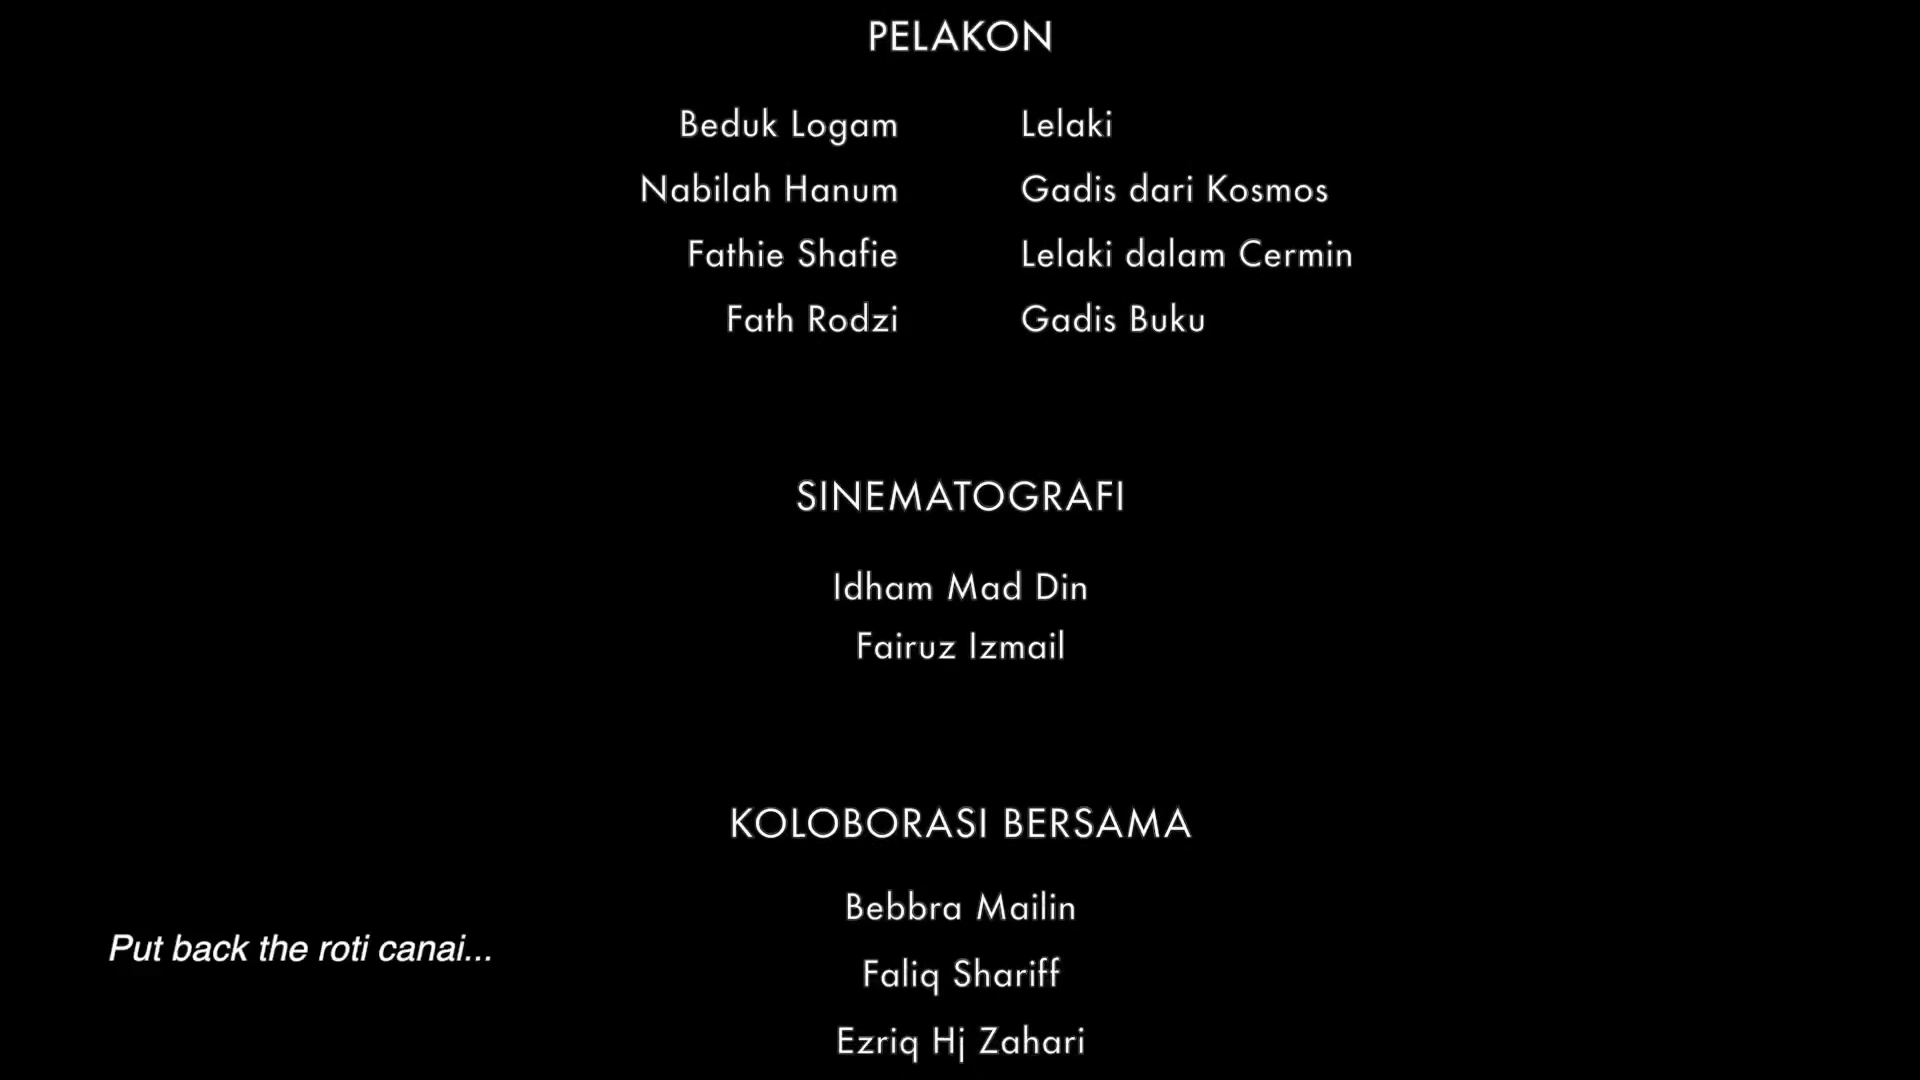 PELAKON
Beduk Logam Lelaki
Nabilah Hanum Gadis dari Kosmos
Fathie Shafie Lelaki dalam Cermin
Fath Rodzi Gadis Buku
SINEMATOGRAFI
Idham Mad Din
Fairuz Izmail
KOLOBORASI BERSAMA
Bebbra Mailin
Put back the roti canai...
Faliq Shariff
Ezriq Hj Zahari